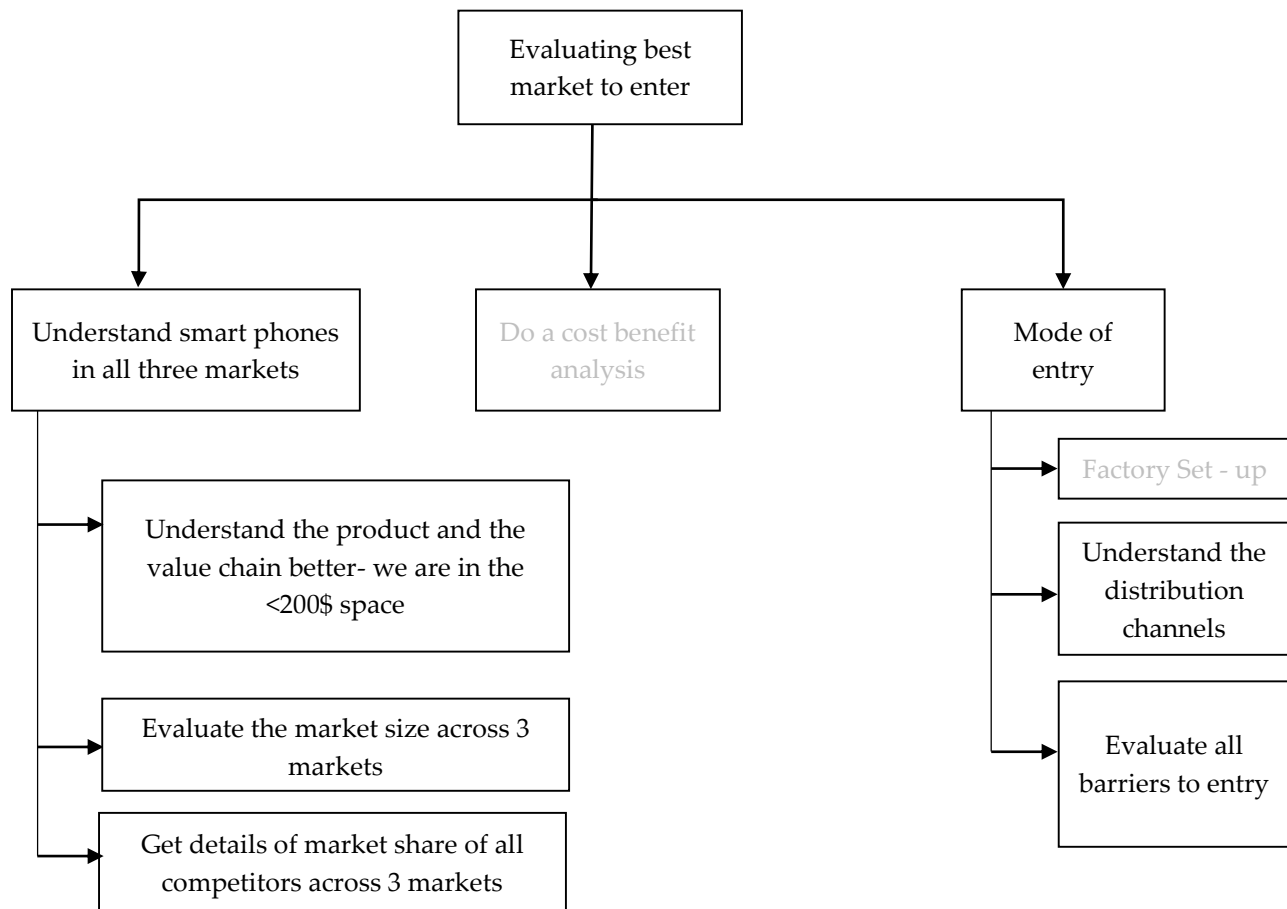 Evaluating best
market to enter
Understand smart phones
in all three markets
Do a cost benefit
analysis
Mode of
entry
Understand the product and the
value chain better- we are in the
<200$ space
Evaluate the market size across 3
markets
Get details of market share of all
competitors across 3 markets
Factory Set - up
Understand the
distribution
channels
Evaluate all
barriers to entry